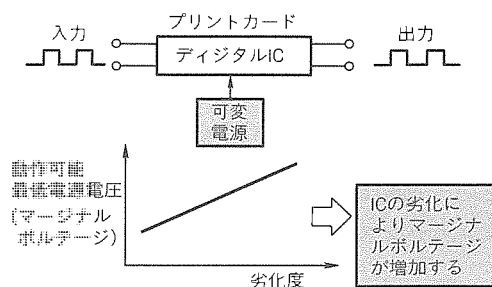 プリントカード
入力
ディジタルIC
出力
可変
電源
動作可能
最低電源電圧
(マージナル
ボルテージ)
ICの劣化に
よりマージナ
ルボルテージ
が増加する
劣化度